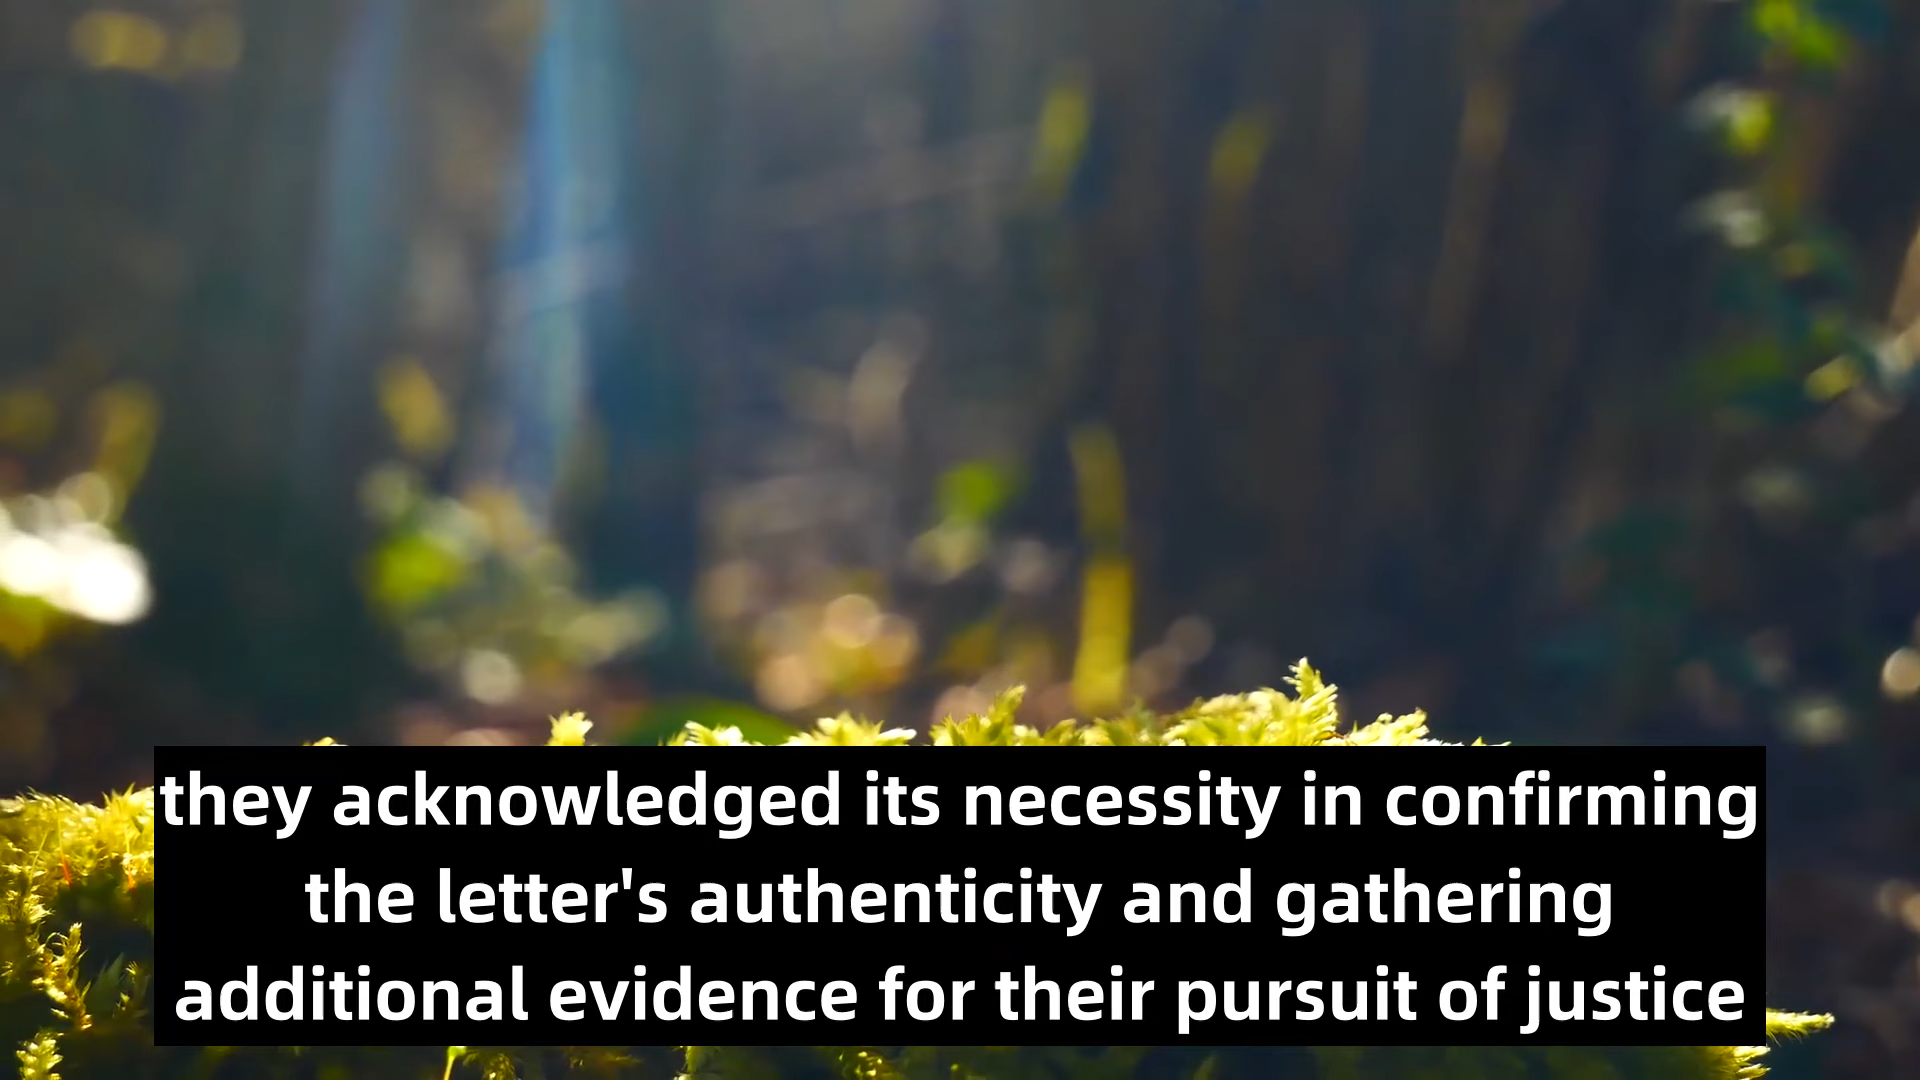 they acknowledged its necessity in confirming
the letter's authenticity and gathering
additional evidence for their pursuit of justice